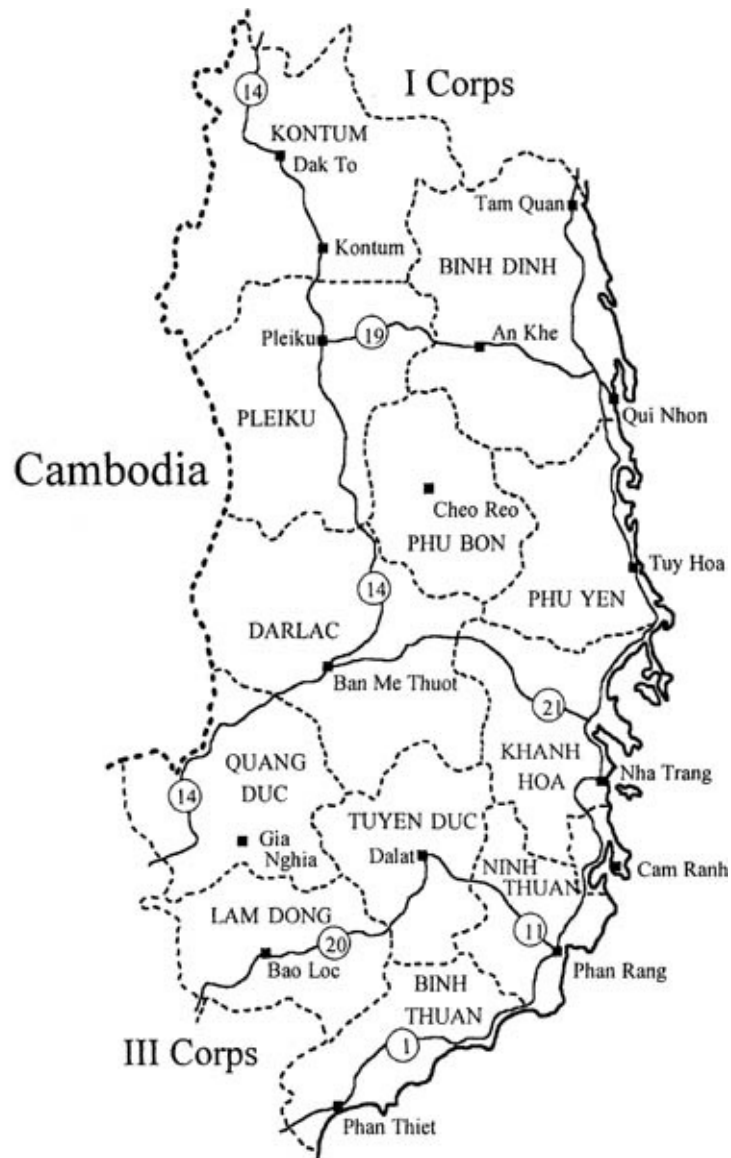 I Corps
14
KONTUM
Dak To
Tam Quan
Kontum
BINH DINH
Pleiku
19
An Khe
Qui Nhon
PLEIKU
Cambodia
Cheo Reo
PHU BON
Tuy Hoa
14
PHU YEN
DARLAC
Ban Me Thuot
21
KHANH
HOA
QUANG
DUC
Nha Trang
14
TUYEN DUC
Gia
Nghia
Dalat
NINH
THUAN
Cam Ranh
LAM DONG
20
11
Bao Loc
Phan Rang
BINH
THUAN
III Corps
1
Phan Thiet